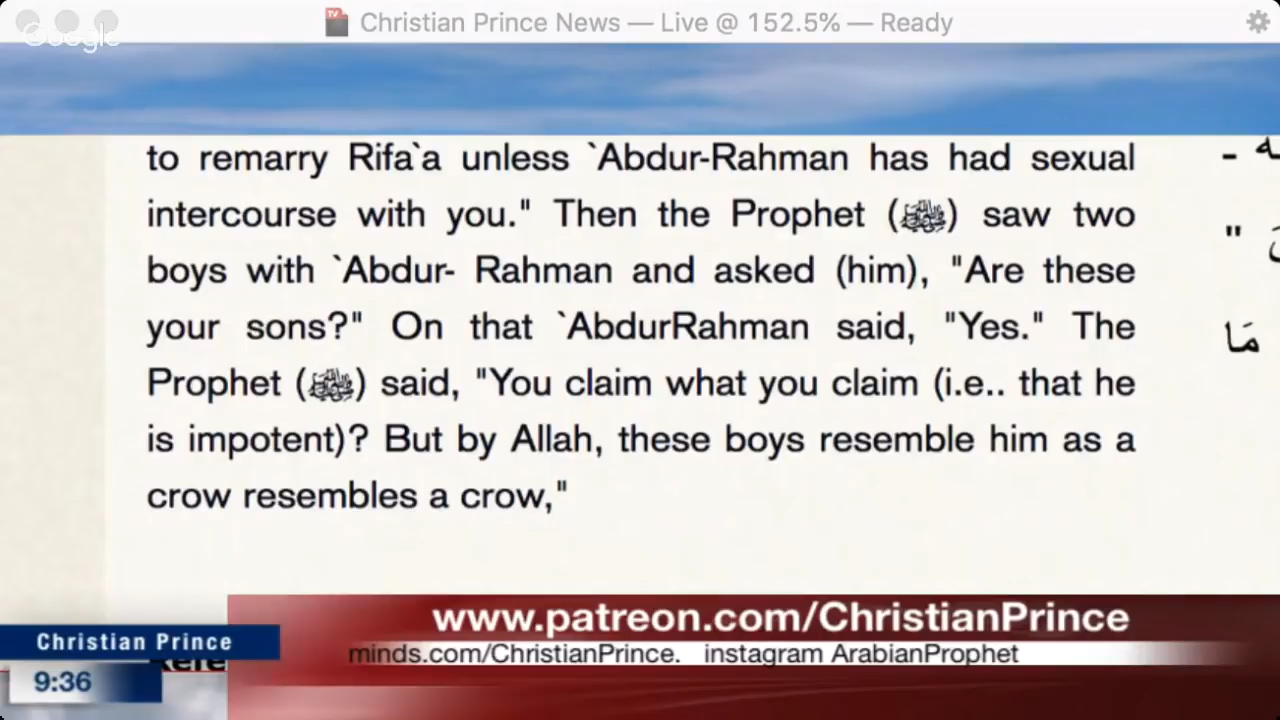 Christian Prince News — Live @ 152.5% — Ready
Google
to remarry Rifa`a unless `Abdur-Rahman has had sexual
intercourse with you." Then the Prophet (ﷺ) saw two
boys with `Abdur- Rahman and asked (him), "Are these
your sons?" On that `AbdurRahman said, "Yes." The
Prophet (ﷺ) said, "You claim what you claim (i.e.. that he
is impotent)? But by Allah, these boys resemble him as a
crow resembles a crow,"
"
مَا
www.patreon.com/ChristianPrince
Christian Prince
minds.com/ChristianPrince. instagram ArabianProphet
9:36